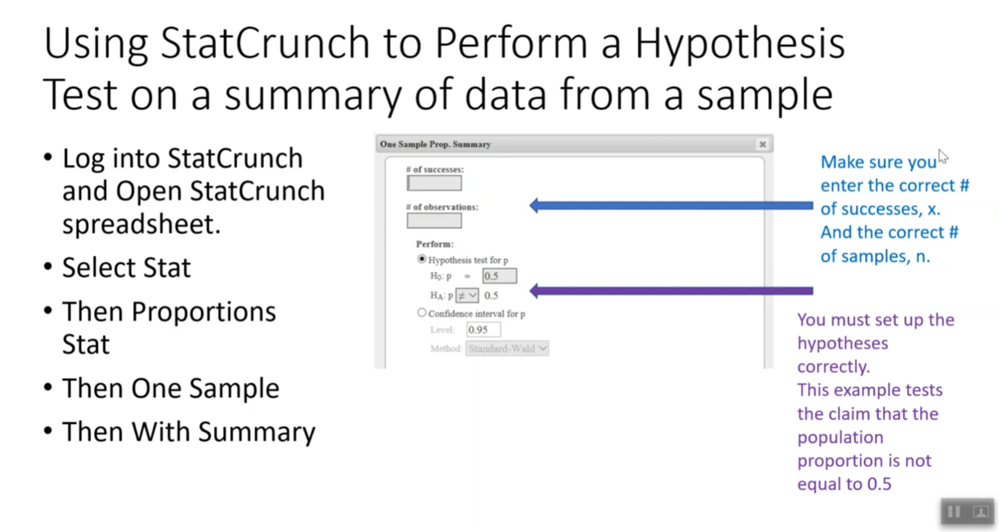 Using StatCrunch to Perform a Hypothesis
Test on a summary of data from a sample
• Log into StatCrunch
and Open StatCrunch
spreadsheet.
• Select Stat
• Then Proportions
Stat
• Then One Sample
• Then With Summary
One Sample Prop. Summary
# of successes:
# of observations:
Perform:
Hypothesis test for p
H₀: p = 0.5
Hₐ: p ≠ 0.5
Confidence interval for p
Level: 0.95
Method: Standard-Wald
Make sure you
enter the correct #
of successes, x.
And the correct #
of samples, n.
You must set up the
hypotheses
correctly.
This example tests
the claim that the
population
proportion is not
equal to 0.5